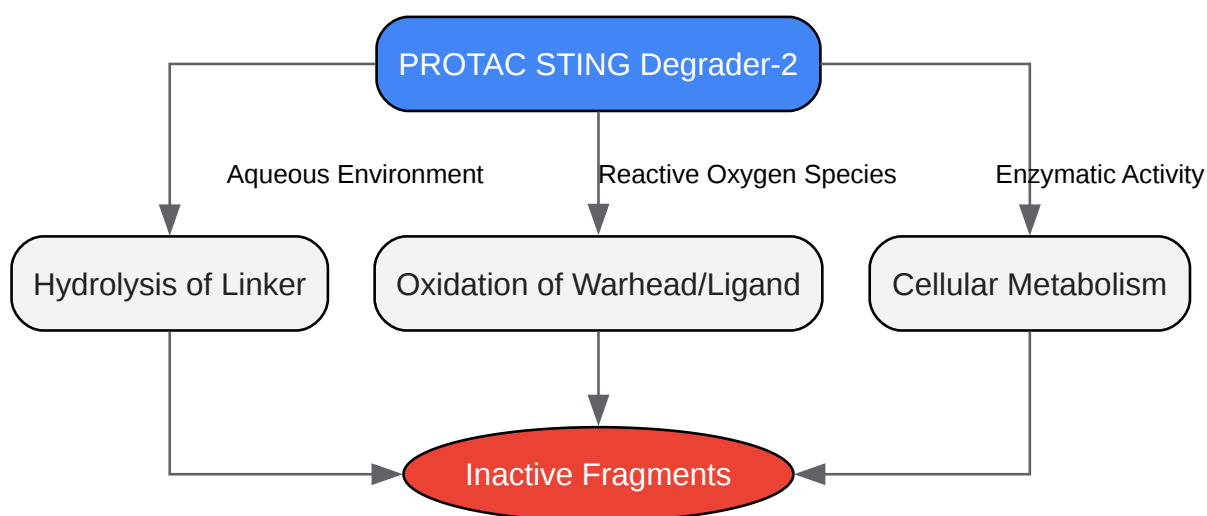 PROTAC STING Degrader-2
Aqueous Environment
Reactive Oxygen Species
Enzymatic Activity
Hydrolysis of Linker
Oxidation of Warhead/Ligand
Cellular Metabolism
Inactive Fragments